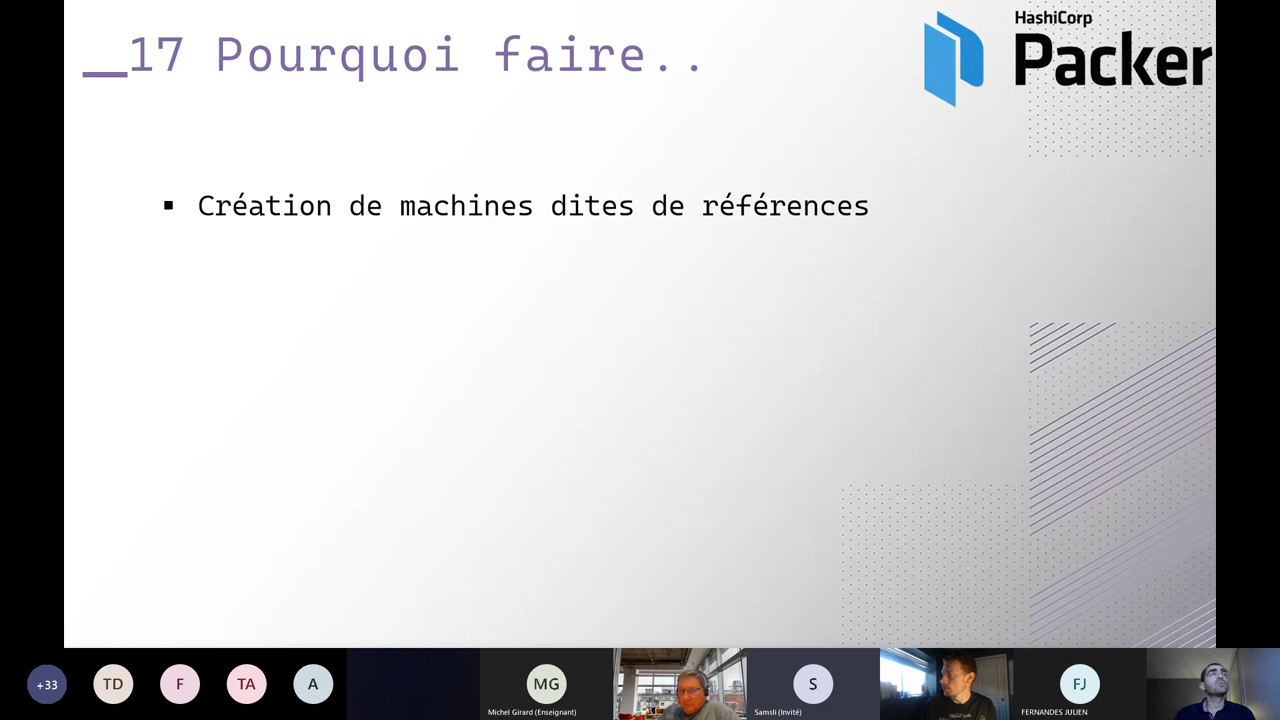 __17 Pourquoi faire..
HashiCorp
Packer
▪ Création de machines dites de références
+33
TD
F
TA
A
MG
Michel Girard (Enseignant)
S
Samsli (Invité)
FJ
FERNANDES JULIEN